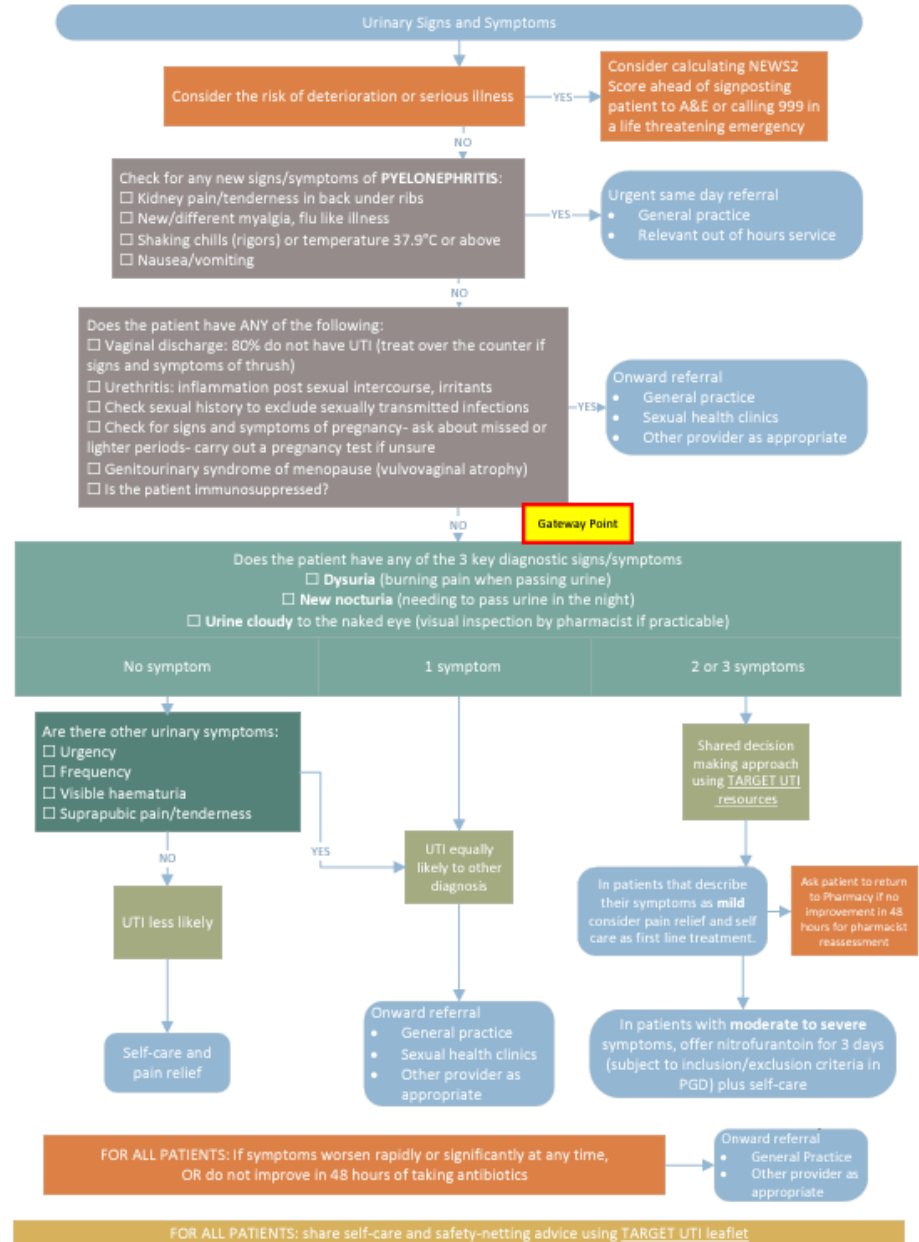 Urinary Signs and Symptoms
Consider the risk of deterioration or serious illness
YES
Consider calculating NEWS2
Score ahead of signposting
patient to A&E or calling 999 in
a life threatening emergency
NO
Check for any new signs/symptoms of PYELONEPHRITIS:
☐ Kidney pain/tenderness in back under ribs
☐ New/different myalgia, flu like illness
☐ Shaking chills (rigors) or temperature 37.9°C or above
☐ Nausea/vomiting
YES
Urgent same day referral
• General practice
• Relevant out of hours service
NO
Does the patient have ANY of the following:
☐ Vaginal discharge: 80% do not have UTI (treat over the counter if
signs and symptoms of thrush)
☐ Urethritis: inflammation post sexual intercourse, irritants
☐ Check sexual history to exclude sexually transmitted infections
☐ Check for signs and symptoms of pregnancy- ask about missed or
lighter periods- carry out a pregnancy test if unsure
☐ Genitourinary syndrome of menopause (vulvovaginal atrophy)
☐ Is the patient immunosuppressed?
YES
Onward referral
• General practice
• Sexual health clinics
• Other provider as appropriate
NO
Gateway Point
Does the patient have any of the 3 key diagnostic signs/symptoms
☐ Dysuria (burning pain when passing urine)
☐ New nocturia (needing to pass urine in the night)
☐ Urine cloudy to the naked eye (visual inspection by pharmacist if practicable)
No symptom
1 symptom
2 or 3 symptoms
Are there other urinary symptoms:
☐ Urgency
☐ Frequency
☐ Visible haematuria
☐ Suprapubic pain/tenderness
YES
NO
UTI less likely
Self-care and
pain relief
UTI equally
likely to other
diagnosis
Onward referral
• General practice
• Sexual health clinics
• Other provider as
appropriate
Shared decision
making approach
using TARGET UTI
resources
In patients that describe
their symptoms as mild
consider pain relief and self
care as first line treatment.
Ask patient to return
to Pharmacy if no
improvement in 48
hours for pharmacist
reassessment
In patients with moderate to severe
symptoms, offer nitrofurantoin for 3 days
(subject to inclusion/exclusion criteria in
PGD) plus self-care
FOR ALL PATIENTS: If symptoms worsen rapidly or significantly at any time,
OR do not improve in 48 hours of taking antibiotics
Onward referral
• General Practice
• Other provider as
appropriate
FOR ALL PATIENTS: share self-care and safety-netting advice using TARGET UTI leaflet